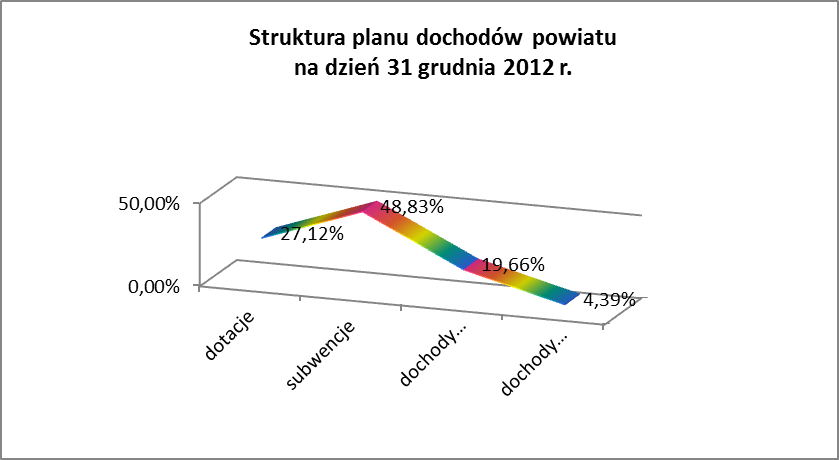 Struktura planu dochodów powiatu
na dzień 31 grudnia 2012 r.
50,00%
0,00%
27,12%
48,83%
19,66%
4,39%
dotacje
subwencje
dochody...
dochody...